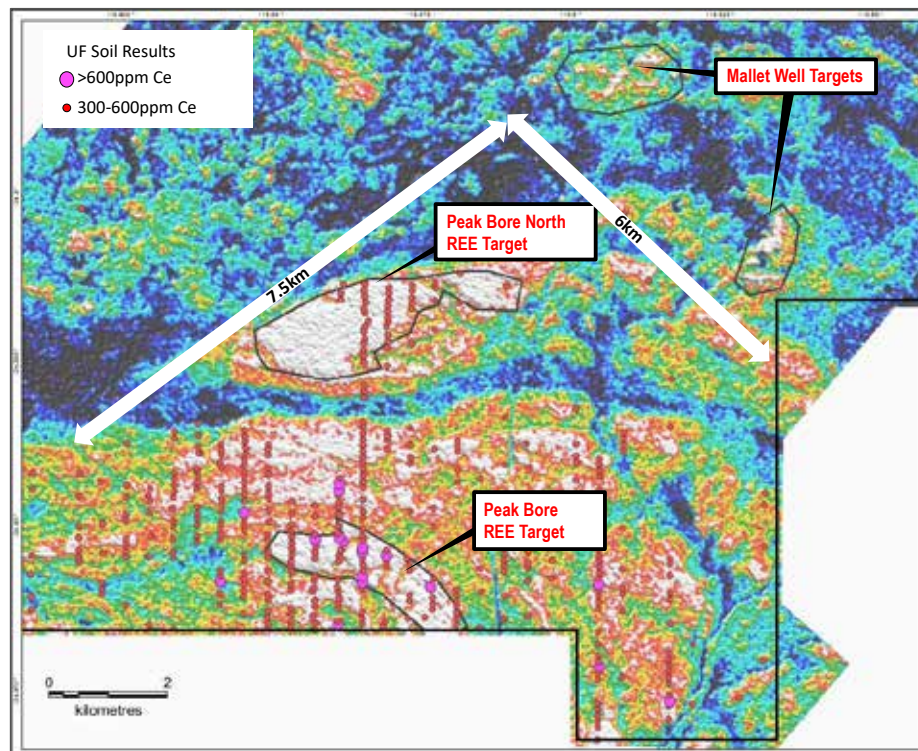 UF Soil Results
>600ppm Ce
300-600ppm Ce
Mallet Well Targets
Peak Bore North
REE Target
7.5km
6km
Peak Bore
REE Target
0 2
kilometres